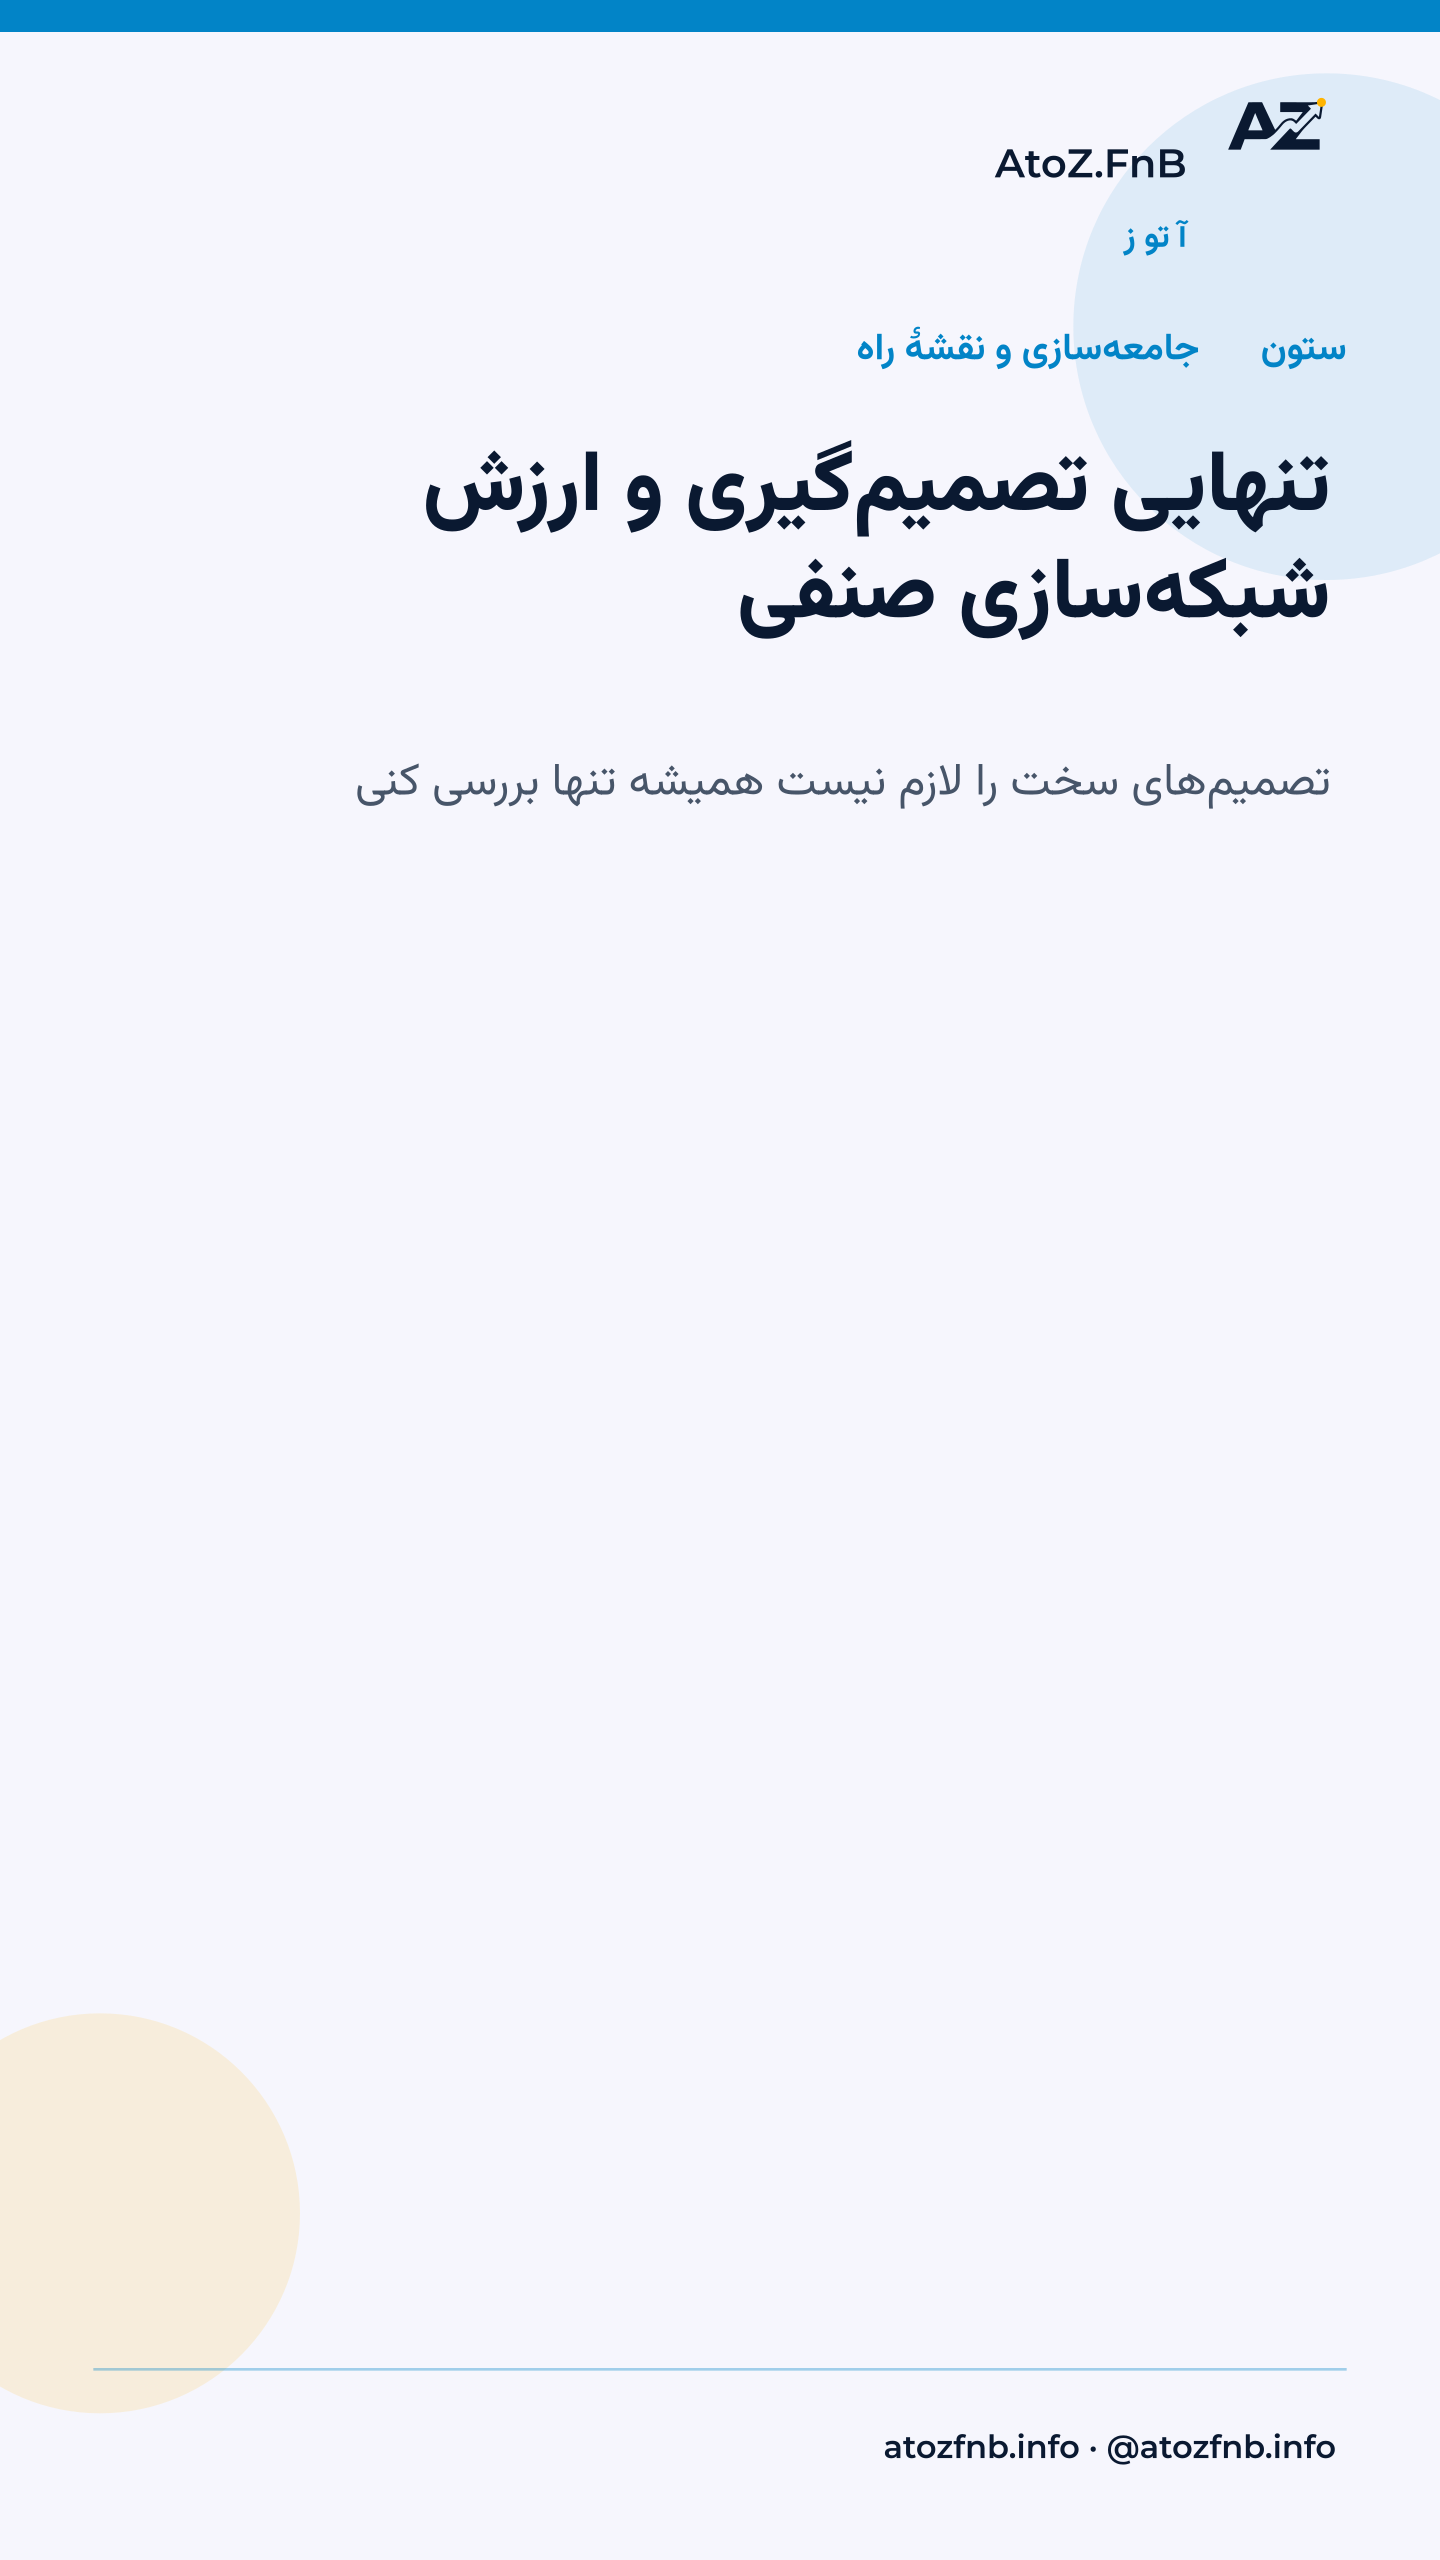 AZ
AtoZ.FnB
آ تو ز
ستون جامعه‌سازی و نقشهٔ راه
تنهایی تصمیم‌گیری و ارزش
شبکه‌سازی صنفی
تصمیم‌های سخت را لازم نیست همیشه تنها بررسی کنی
atozfnb.info · @atozfnb.info